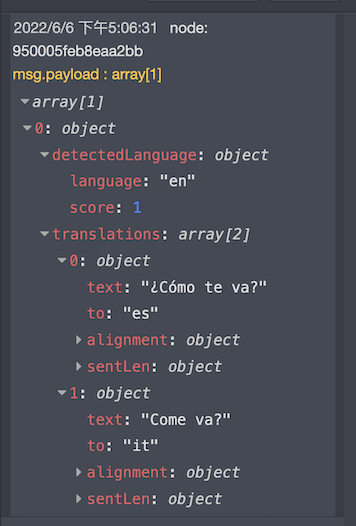 2022/6/6 下午5:06:31 node:
950005feb8eaa2bb
msg.payload : array[1]
array[1]
0: object
detectedLanguage: object
language: "en"
score: 1
translations: array[2]
0: object
text: "¿Cómo te va?"
to: "es"
alignment: object
sentLen: object
1: object
text: "Come va?"
to: "it"
alignment: object
sentLen: object